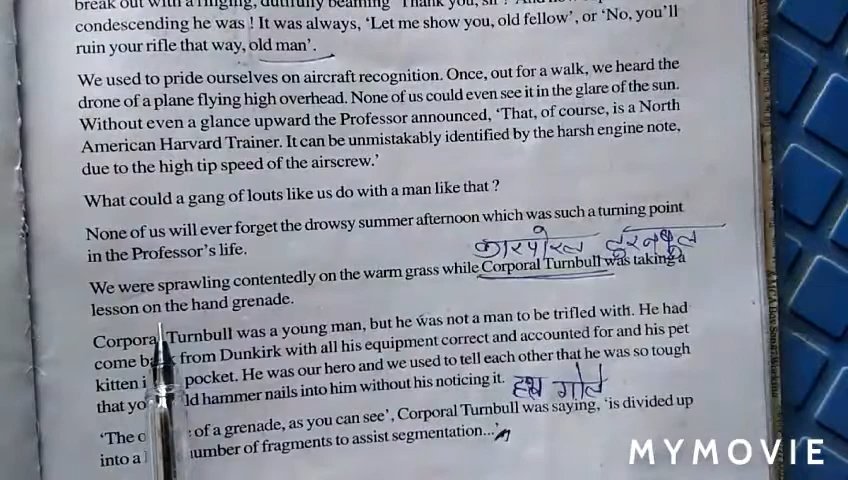 break out with a ringing, dutifully beaming 'Thank you, sir'
condescending he was ! It was always, 'Let me show you, old fellow', or 'No, you'll
ruin your rifle that way, old man'.
We used to pride ourselves on aircraft recognition. Once, out for a walk, we heard the
drone of a plane flying high overhead. None of us could even see it in the glare of the sun.
Without even a glance upward the Professor announced, 'That, of course, is a North
American Harvard Trainer. It can be unmistakably identified by the harsh engine note,
due to the high tip speed of the airscrew.'
What could a gang of louts like us do with a man like that ?
None of us will ever forget the drowsy summer afternoon which was such a turning point
in the Professor's life.
कारपोरल टुरनबुल
We were sprawling contentedly on the warm grass while Corporal Turnbull was taking a
lesson on the hand grenade.
Corporal Turnbull was a young man, but he was not a man to be trifled with. He had
come back from Dunkirk with all his equipment correct and accounted for and his pet
kitten pocket. He was our hero and we used to tell each other that he was so tough
that ld hammer nails into him without his noticing it. हथ गोले
'The of a grenade, as you can see', Corporal Turnbull was saying, 'is divided up
into a number of fragments to assist segmentation...'
MYMOVIE